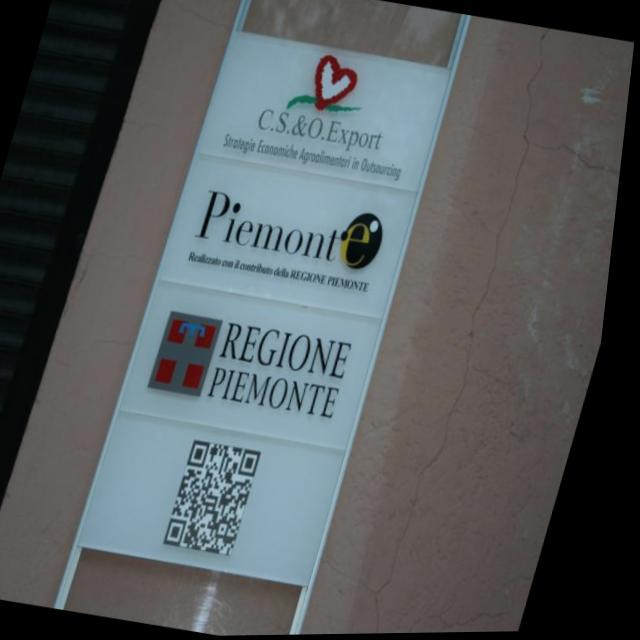 C.S.&O.Export
Strategie Economiche Agroalimentari in Outsourcing
Piemonte
Realizzato con il contributo della REGIONE PIEMONTE
REGIONE
PIEMONTE